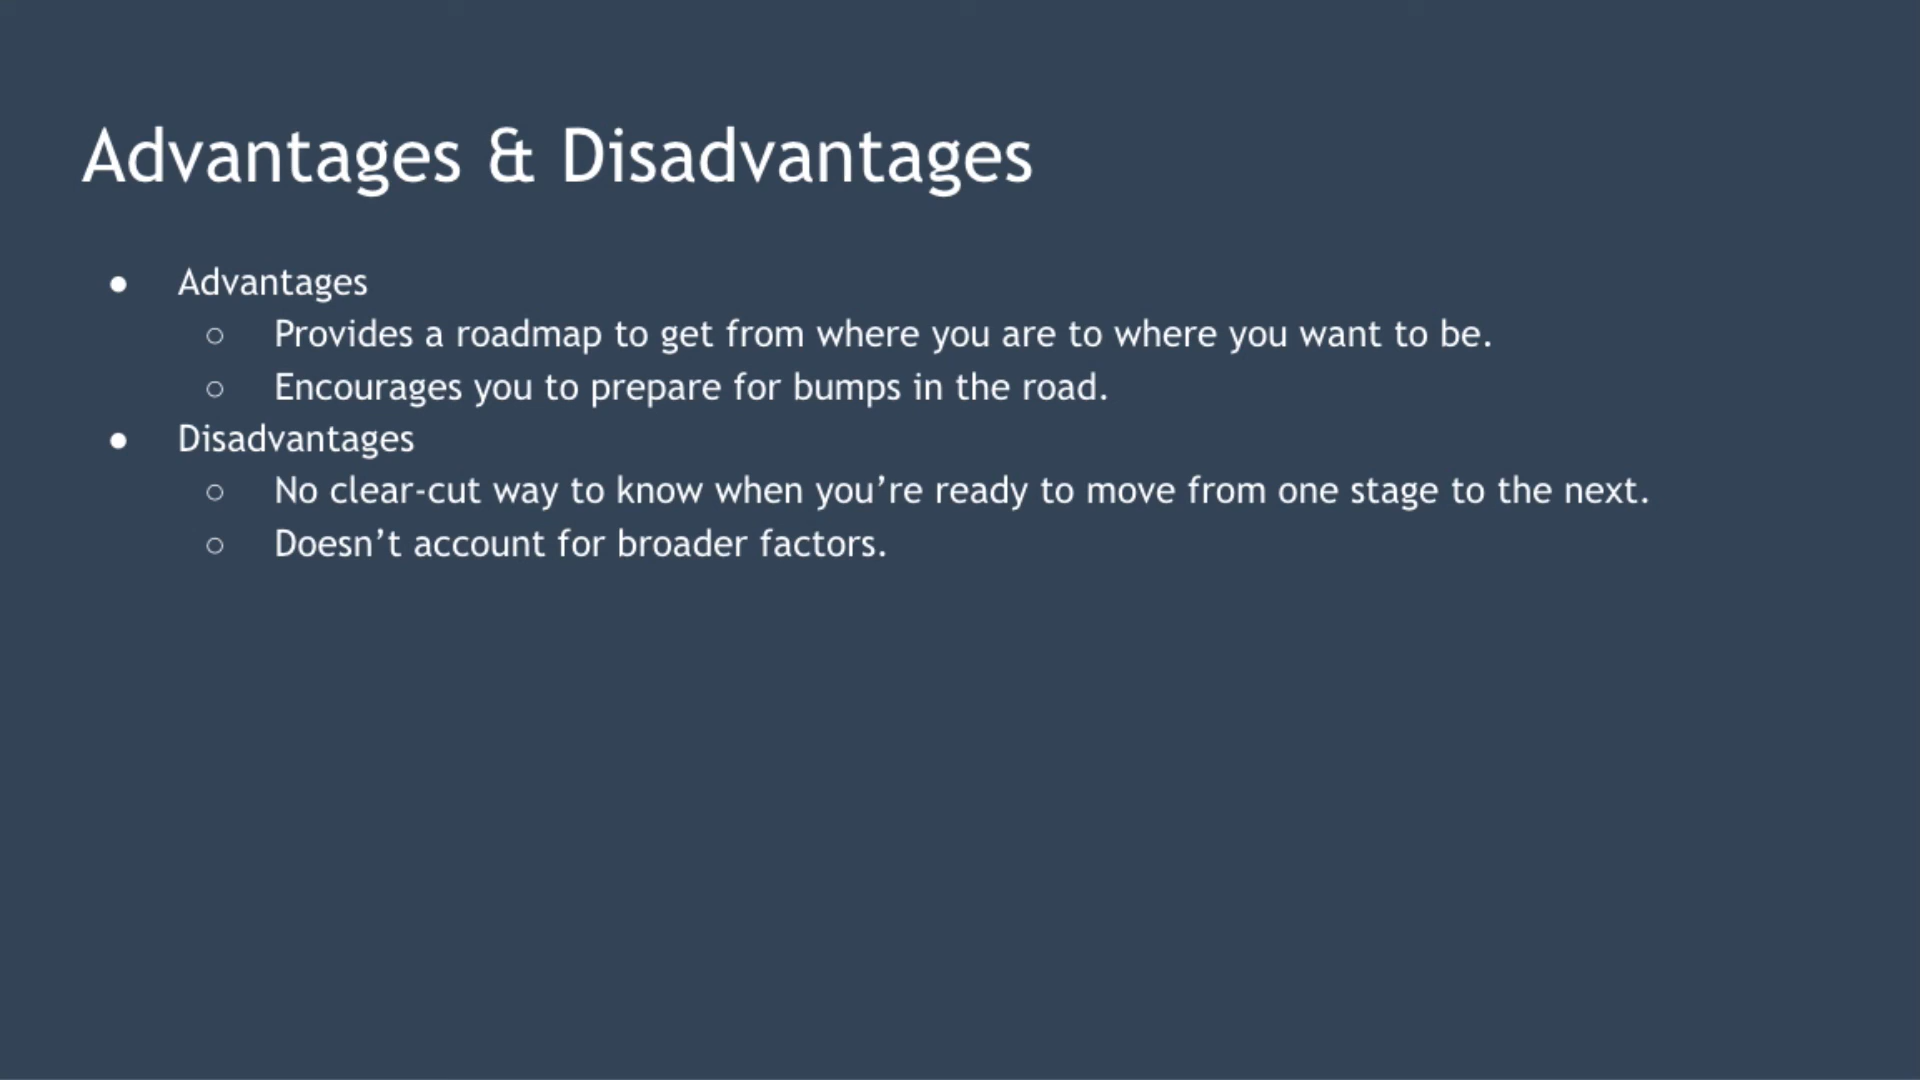 Advantages & Disadvantages
● Advantages
○ Provides a roadmap to get from where you are to where you want to be.
○ Encourages you to prepare for bumps in the road.
● Disadvantages
○ No clear-cut way to know when you’re ready to move from one stage to the next.
○ Doesn’t account for broader factors.